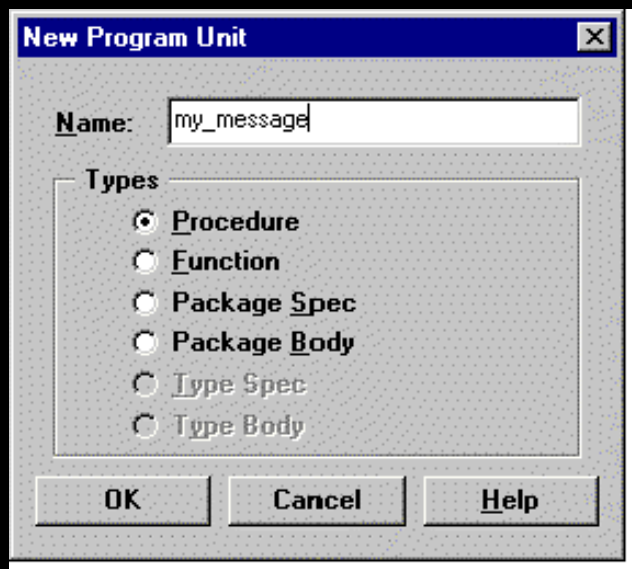 New Program Unit
Name: my_message
Types
Procedure
Function
Package Spec
Package Body
Type Spec
Type Body
OK Cancel Help